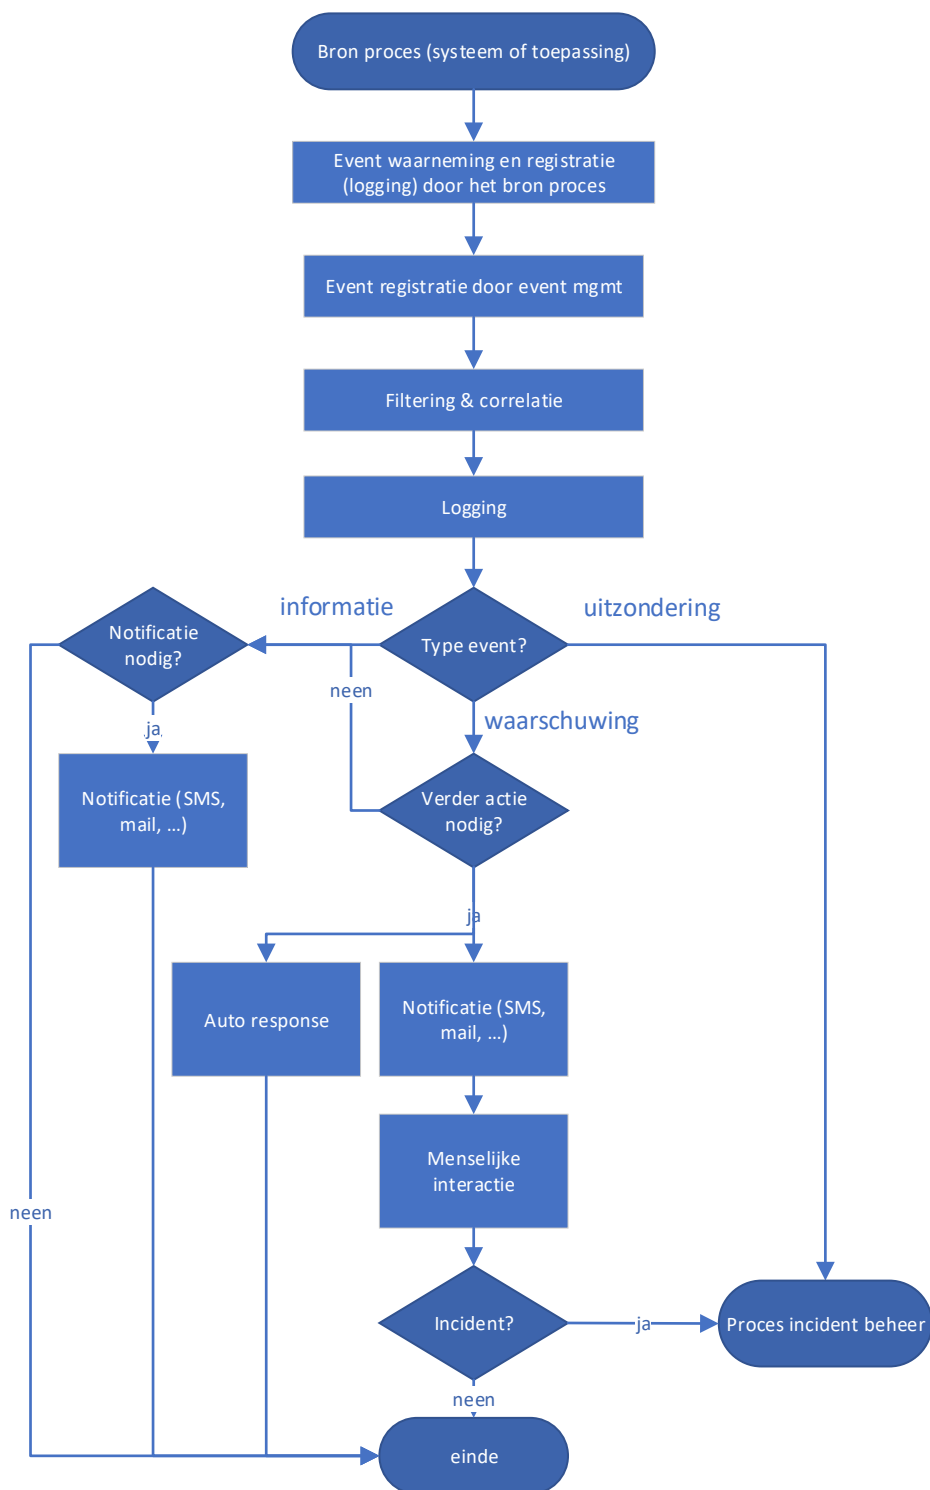 Bron proces (systeem of toepassing)
Event waarneming en registratie
(logging) door het bron proces
Event registratie door event mgmt
Filtering & correlatie
Logging
informatie
uitzondering
Notificatie
nodig?
Type event?
neen
waarschuwing
ja
Notificatie (SMS,
mail, ...)
Verder actie
nodig?
ja
Auto response
Notificatie (SMS,
mail, ...)
Menselijke
interactie
neen
Incident?
ja
Proces incident beheer
neen
einde